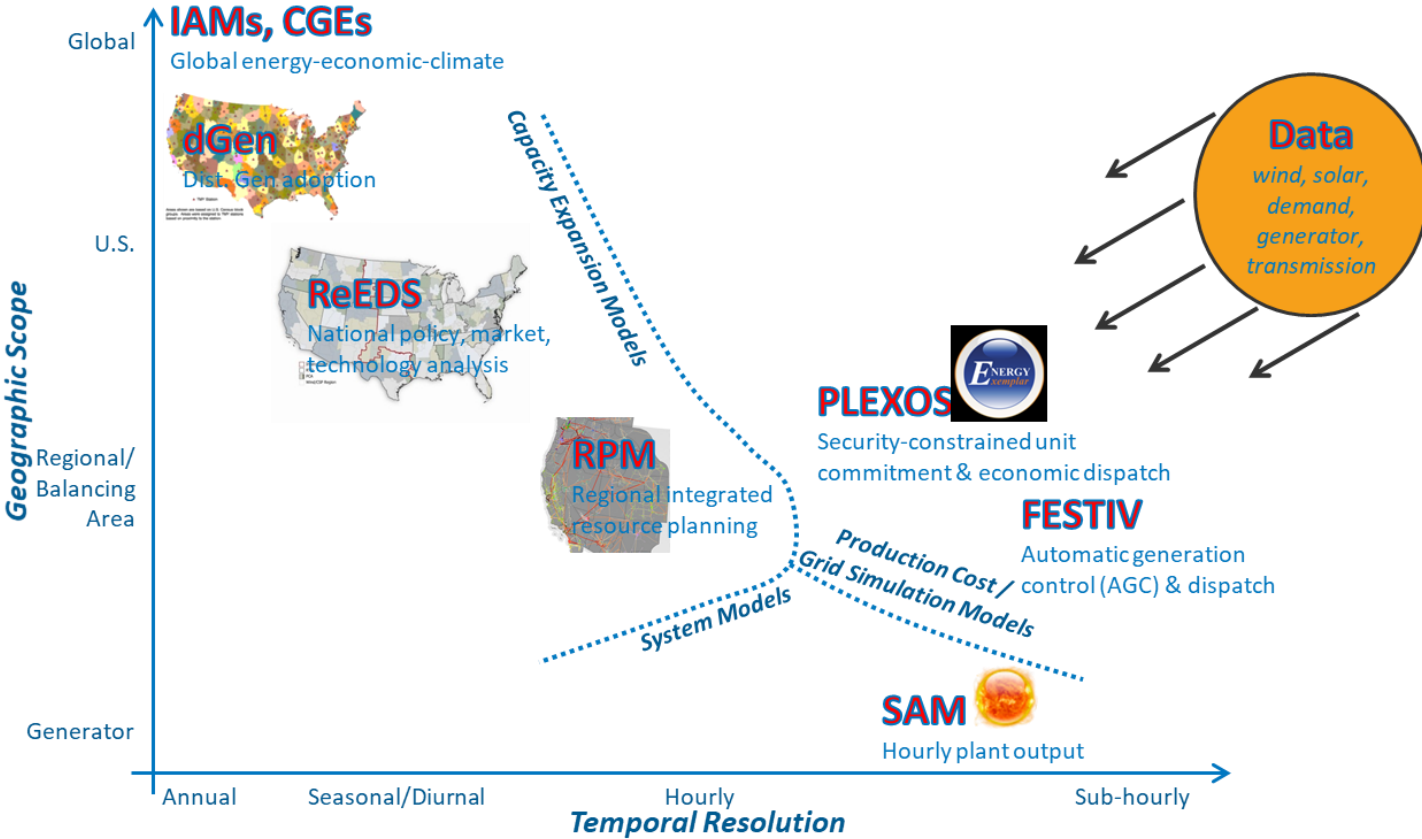 IAMs, CGEs
Global energy-economic-climate
Global
dGen
Dist. Gen adoption
U.S.
ReEDS
National policy, market,
technology analysis
Capacity Expansion Models
Data
wind, solar,
demand,
generator,
transmission
ENERGY
Exemplar
PLEXOS
Security-constrained unit
commitment & economic dispatch
RPM
Regional integrated
resource planning
Regional/
Balancing
Area
Geographic Scope
FESTIV
Automatic generation
control (AGC) & dispatch
Production Cost /
Grid Simulation Models
System Models
SAM
Hourly plant output
Generator
Annual
Seasonal/Diurnal
Hourly
Sub-hourly
Temporal Resolution